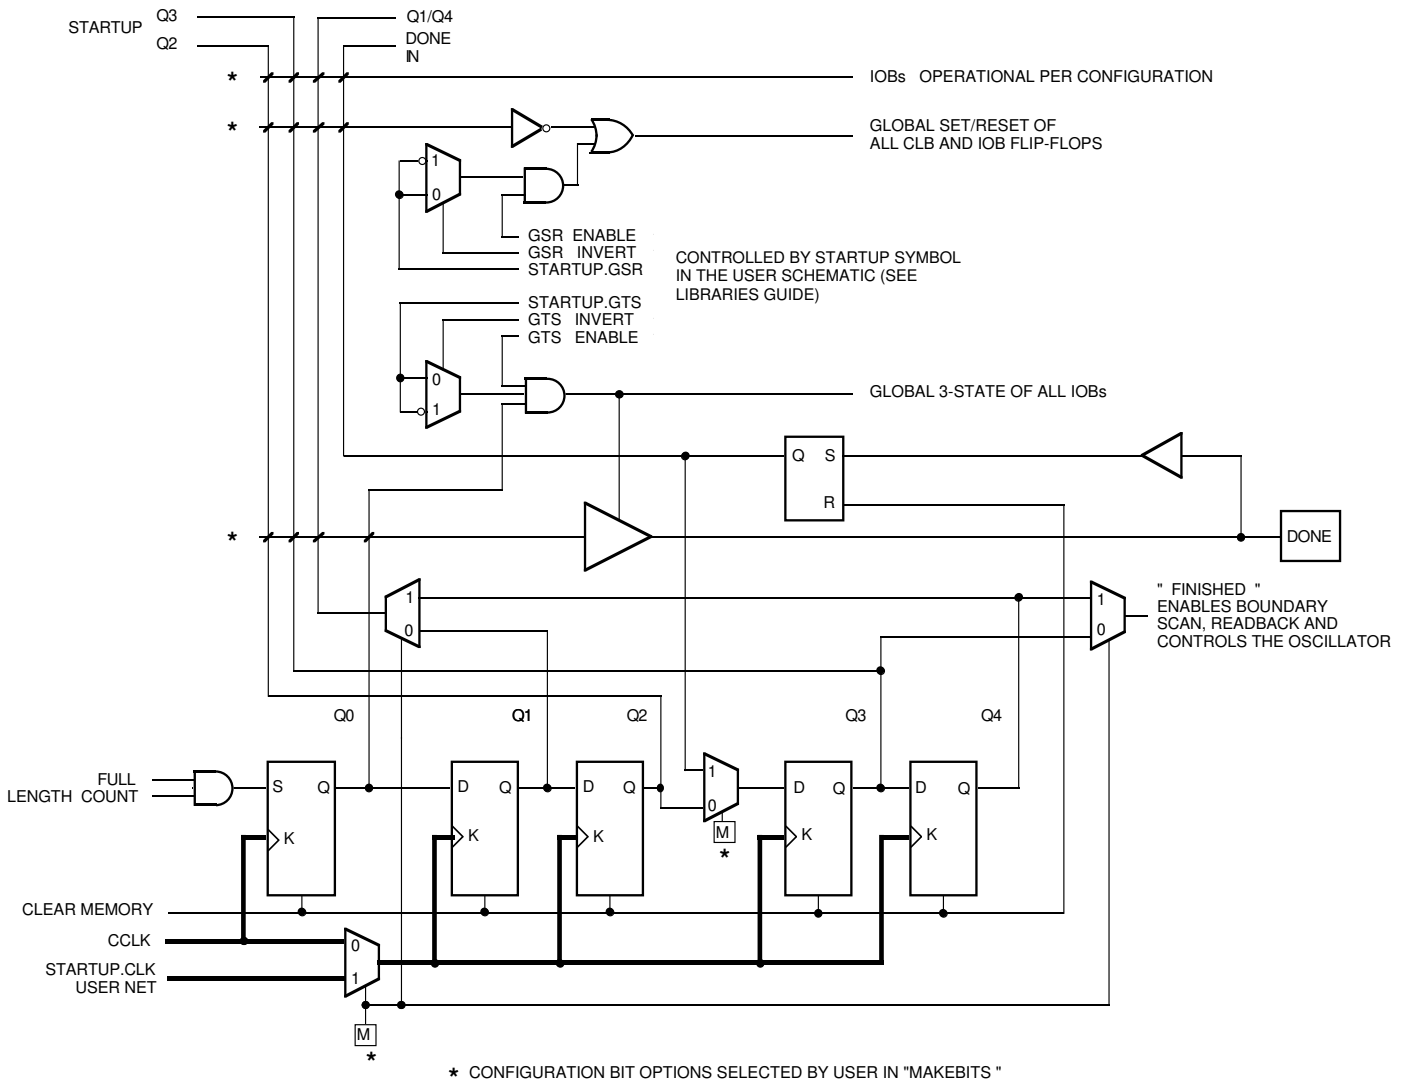 STARTUP
Q3
Q2
Q1/Q4
DONE
IN
* IOBs OPERATIONAL PER CONFIGURATION
* GLOBAL SET/RESET OF
ALL CLB AND IOB FLIP-FLOPS
1
0
GSR ENABLE
GSR INVERT
STARTUP.GSR
CONTROLLED BY STARTUP SYMBOL
IN THE USER SCHEMATIC (SEE
LIBRARIES GUIDE)
STARTUP.GTS
GTS INVERT
GTS ENABLE
0
1
GLOBAL 3-STATE OF ALL IOBs
Q S
R
*
DONE
1
0
1
0
" FINISHED "
ENABLES BOUNDARY
SCAN, READBACK AND
CONTROLS THE OSCILLATOR
Q0 Q1 Q2 Q3 Q4
FULL
LENGTH COUNT
S Q
K
D Q
K
D Q
K
1
0
M
*
D Q
K
D Q
K
CLEAR MEMORY
CCLK
STARTUP.CLK
USER NET
0
1
M
*
* CONFIGURATION BIT OPTIONS SELECTED BY USER IN "MAKEBITS "